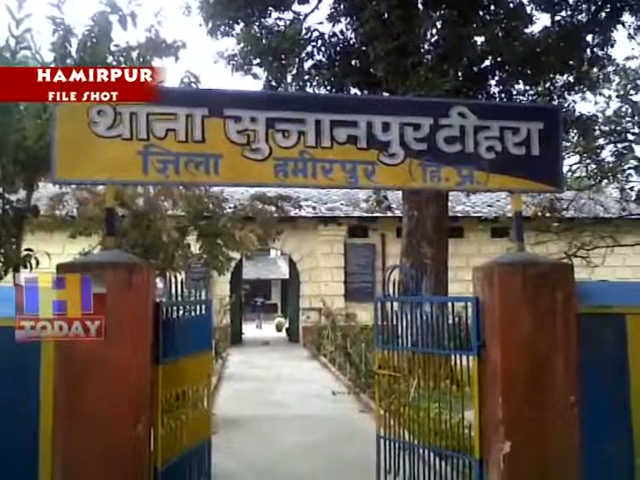 HAMIRPUR
FILE SHOT
थाना सुजानपुर टीहरा
ज़िला हमीरपुर (हि.प्र.)
H
TODAY